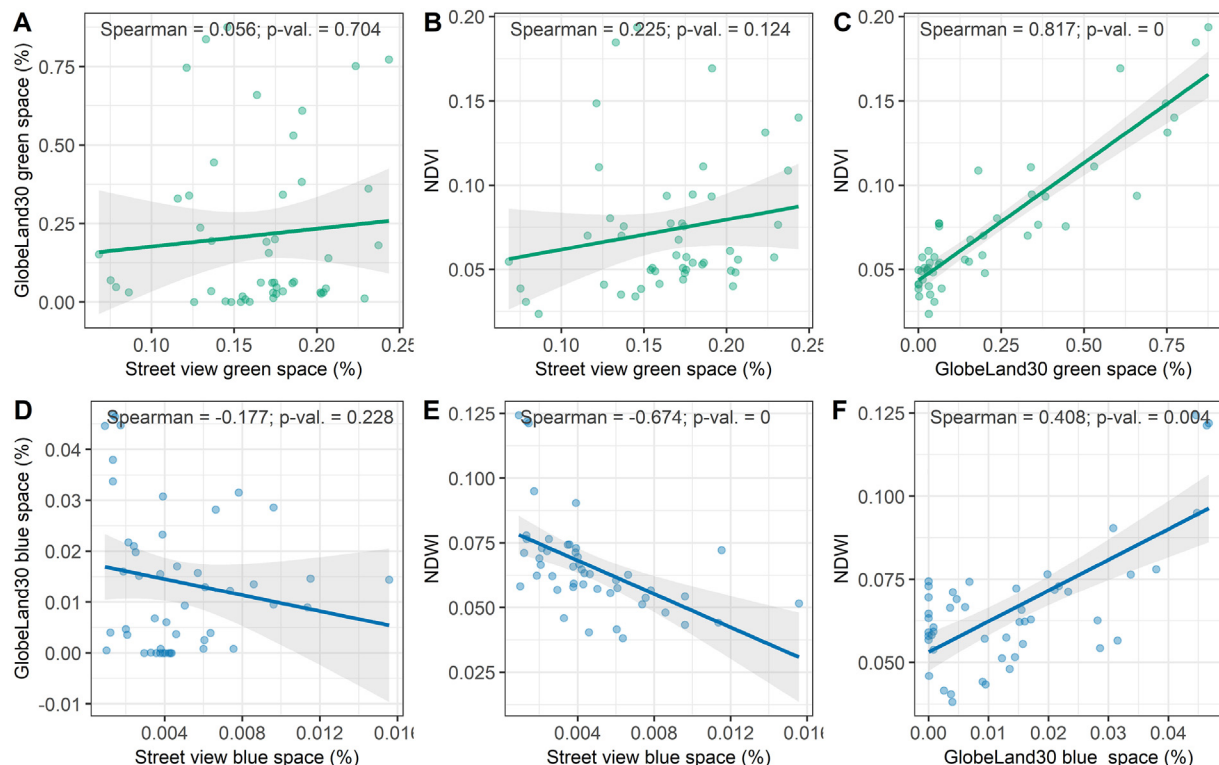 A
Spearman = 0.056; p-val. = 0.704
GlobeLand30 green space (%)
0.75
0.50
0.25
0.00
0.10
0.15
0.20
0.25
Street view green space (%)
B
Spearman = 0.225; p-val. = 0.124
NDVI
0.20
0.15
0.10
0.05
0.10
0.15
0.20
0.25
Street view green space (%)
C
Spearman = 0.817; p-val. = 0
NDVI
0.20
0.15
0.10
0.05
0.00
0.25
0.50
0.75
GlobeLand30 green space (%)
D
Spearman = -0.177; p-val. = 0.228
GlobeLand30 blue space (%)
0.04
0.03
0.02
0.01
0.00
-0.01
0.004
0.008
0.012
0.016
Street view blue space (%)
E
Spearman = -0.674; p-val. = 0
NDWI
0.125
0.100
0.075
0.050
0.025
0.004
0.008
0.012
0.016
Street view blue space (%)
F
Spearman = 0.408; p-val. = 0.004
NDWI
0.125
0.100
0.075
0.050
0.00
0.01
0.02
0.03
0.04
GlobeLand30 blue space (%)